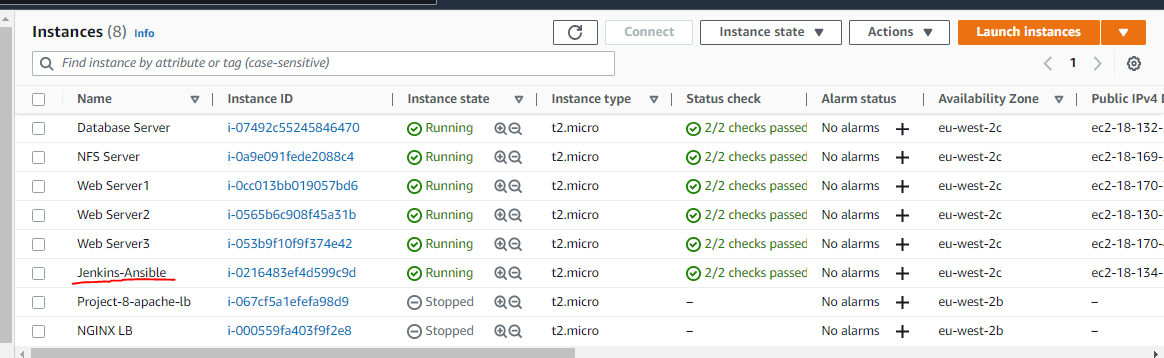 Instances (8) Info Connect Instance state Actions Launch instances
Find instance by attribute or tag (case-sensitive) 1
Name Instance ID Instance state Instance type Status check Alarm status Availability Zone Public IPv4 D
Database Server i-07492c55245846470 Running t2.micro 2/2 checks passed No alarms + eu-west-2c ec2-18-132-
NFS Server i-0a9e091fede2088c4 Running t2.micro 2/2 checks passed No alarms + eu-west-2c ec2-18-169-
Web Server1 i-0cc013bb019057bd6 Running t2.micro 2/2 checks passed No alarms + eu-west-2c ec2-18-170-
Web Server2 i-0565b6c908f45a31b Running t2.micro 2/2 checks passed No alarms + eu-west-2c ec2-18-130-
Web Server3 i-053b9f10f9f374e42 Running t2.micro 2/2 checks passed No alarms + eu-west-2c ec2-18-170-
Jenkins-Ansible i-0216483ef4d599c9d Running t2.micro 2/2 checks passed No alarms + eu-west-2c ec2-18-134-
Project-8-apache-lb i-067cf5a1efefa98d9 Stopped t2.micro – No alarms + eu-west-2b –
NGINX LB i-000559fa403f9f2e8 Stopped t2.micro – No alarms + eu-west-2b –